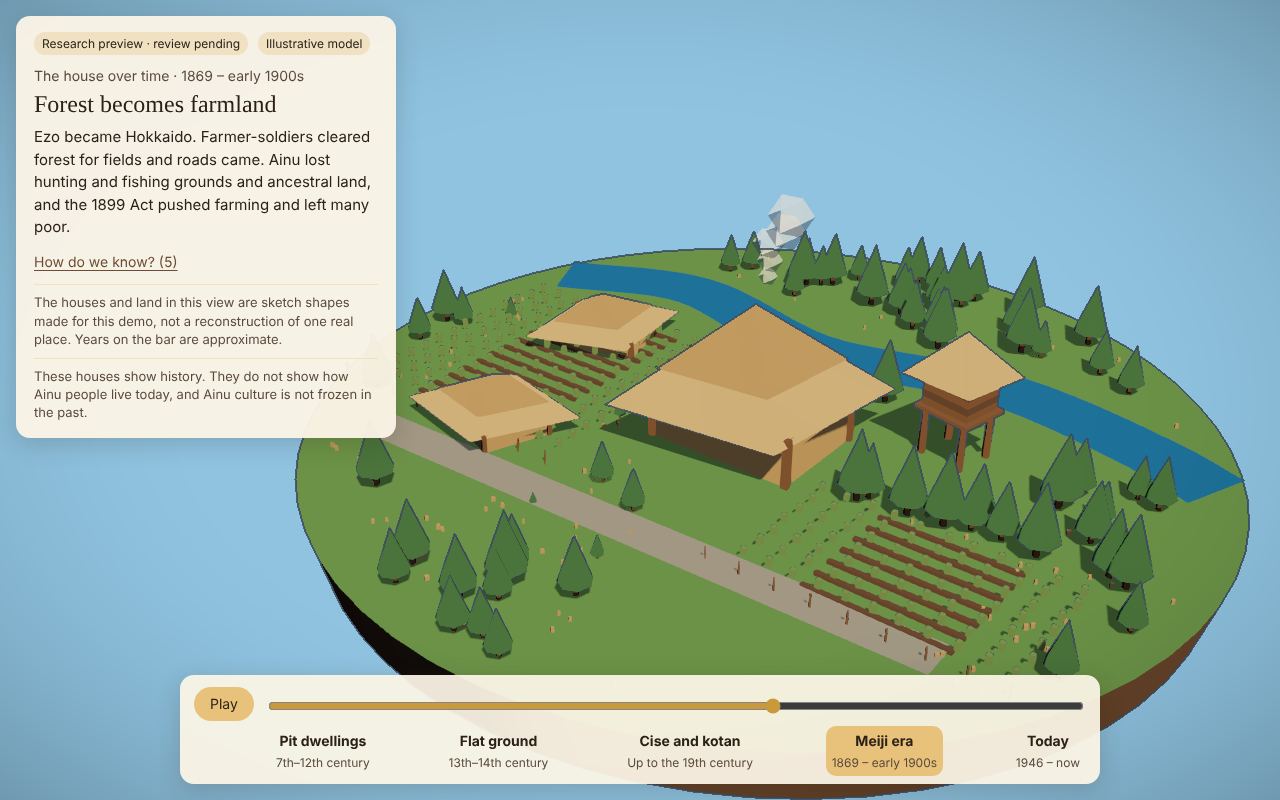 Research preview · review pending
Illustrative model
The house over time · 1869 – early 1900s
Forest becomes farmland
Ezo became Hokkaido. Farmer-soldiers cleared
forest for fields and roads came. Ainu lost
hunting and fishing grounds and ancestral land,
and the 1899 Act pushed farming and left many
poor.
How do we know? (5)
The houses and land in this view are sketch shapes
made for this demo, not a reconstruction of one real
place. Years on the bar are approximate.
These houses show history. They do not show how
Ainu people live today, and Ainu culture is not frozen in
the past.
Play
Pit dwellings
7th–12th century
Flat ground
13th–14th century
Cise and kotan
Up to the 19th century
Meiji era
1869 – early 1900s
Today
1946 – now